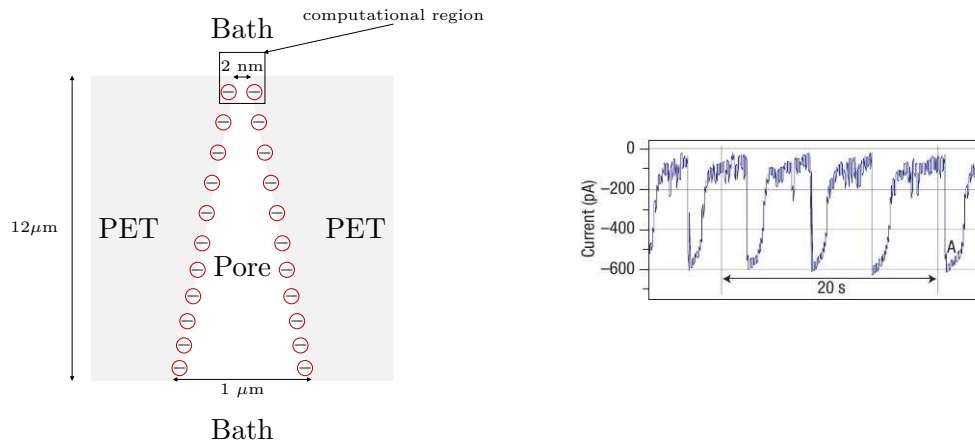 computational region
Bath
2 nm
12μm
PET
PET
Pore
1 μm
Bath
0
−200
−400
−600
Current (pA)
A
20 s